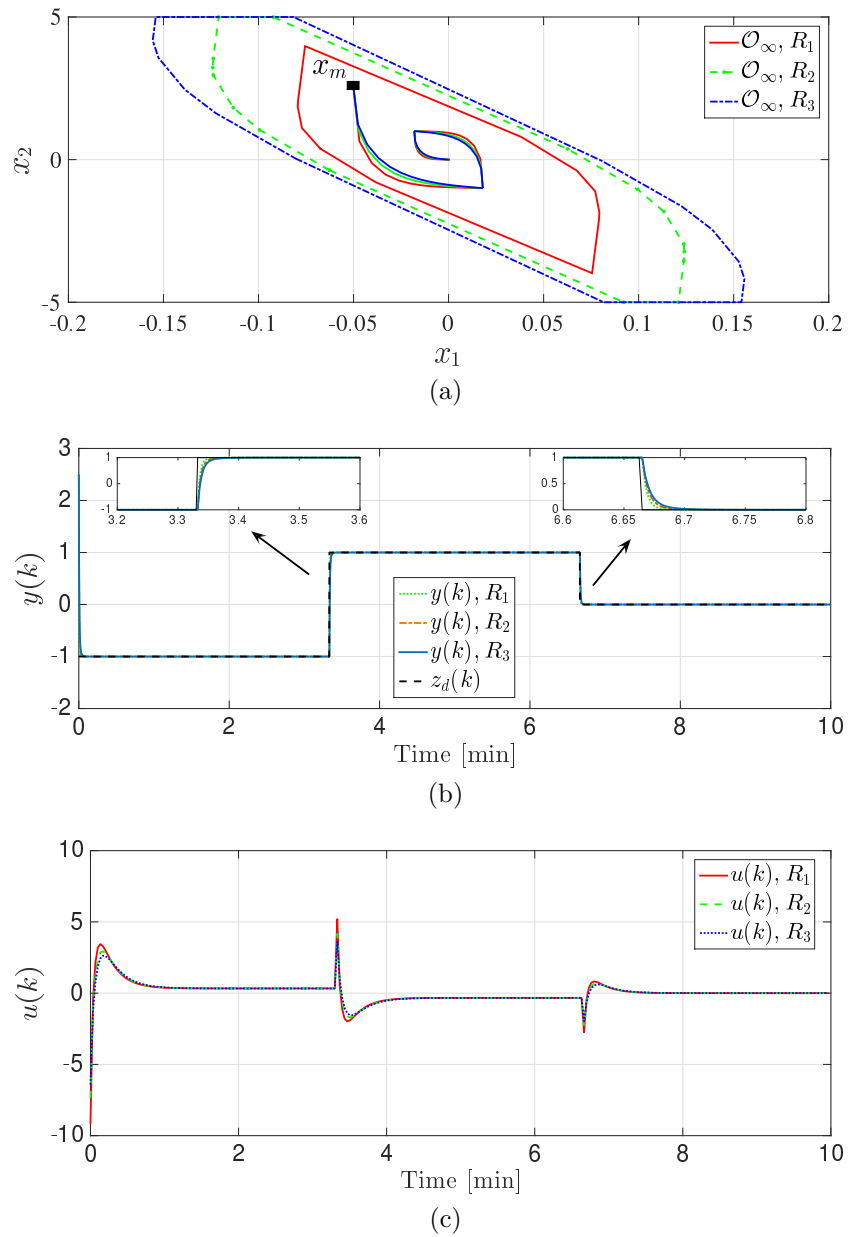 5
0
-5
x_2
x_m
𝒪_∞, R_1
𝒪_∞, R_2
𝒪_∞, R_3
-0.2 -0.15 -0.1 -0.05 0 0.05 0.1 0.15 0.2
x_1
(a)
3
2
1
0
-1
-2
y(k)
1
0
-1
3.2 3.3 3.4 3.5 3.6
1
0.5
0
6.6 6.65 6.7 6.75 6.8
y(k), R_1
y(k), R_2
y(k), R_3
z_d(k)
0 2 4 6 8 10
Time [min]
(b)
10
5
0
-5
-10
u(k)
u(k), R_1
u(k), R_2
u(k), R_3
0 2 4 6 8 10
Time [min]
(c)